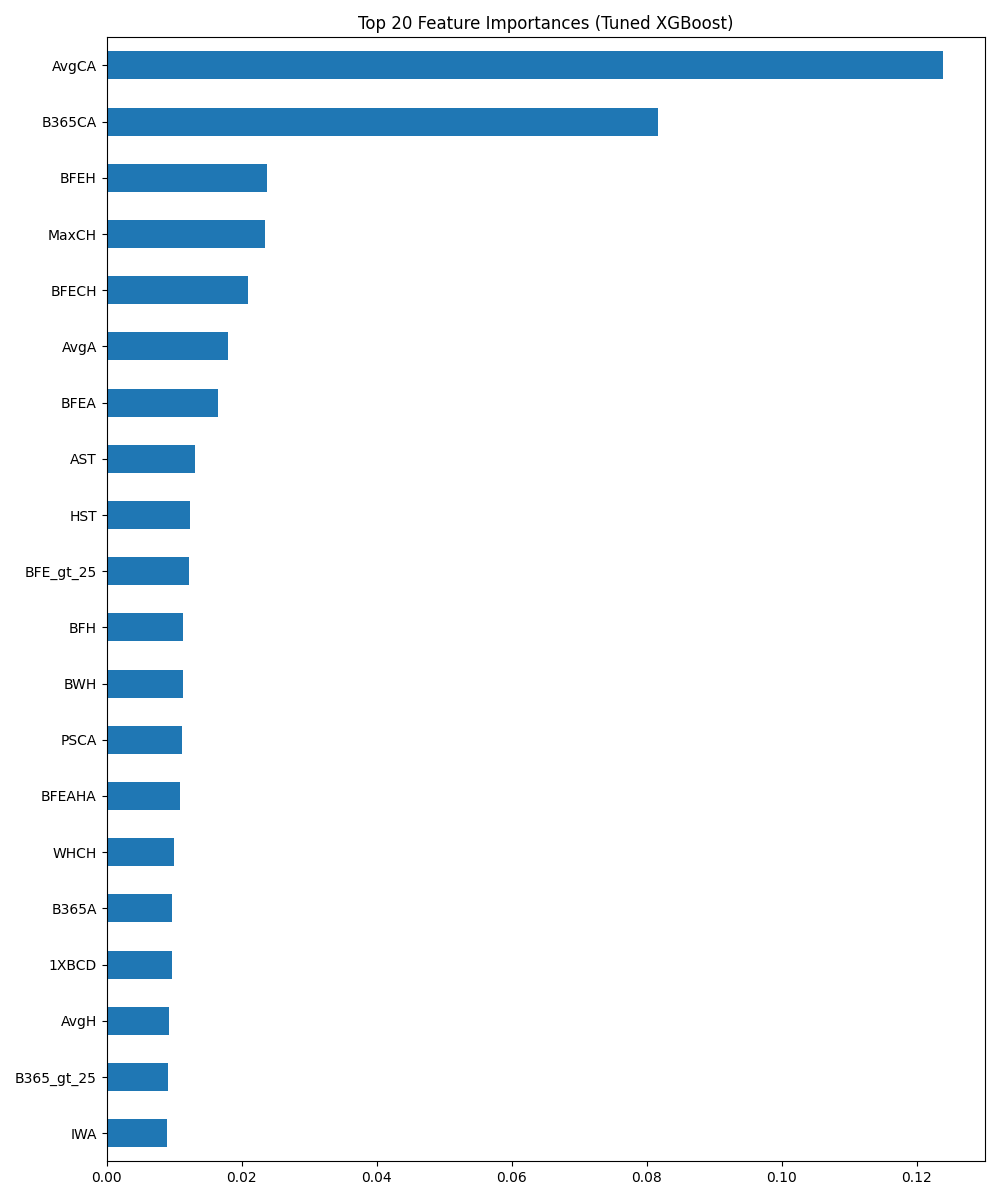 Top 20 Feature Importances (Tuned XGBoost)
AvgCA
B365CA
BFEH
MaxCH
BFECH
AvgA
BFEA
AST
HST
BFE_gt_25
BFH
BWH
PSCA
BFEAHA
WHCH
B365A
1XBCD
AvgH
B365_gt_25
IWA
0.00 0.02 0.04 0.06 0.08 0.10 0.12